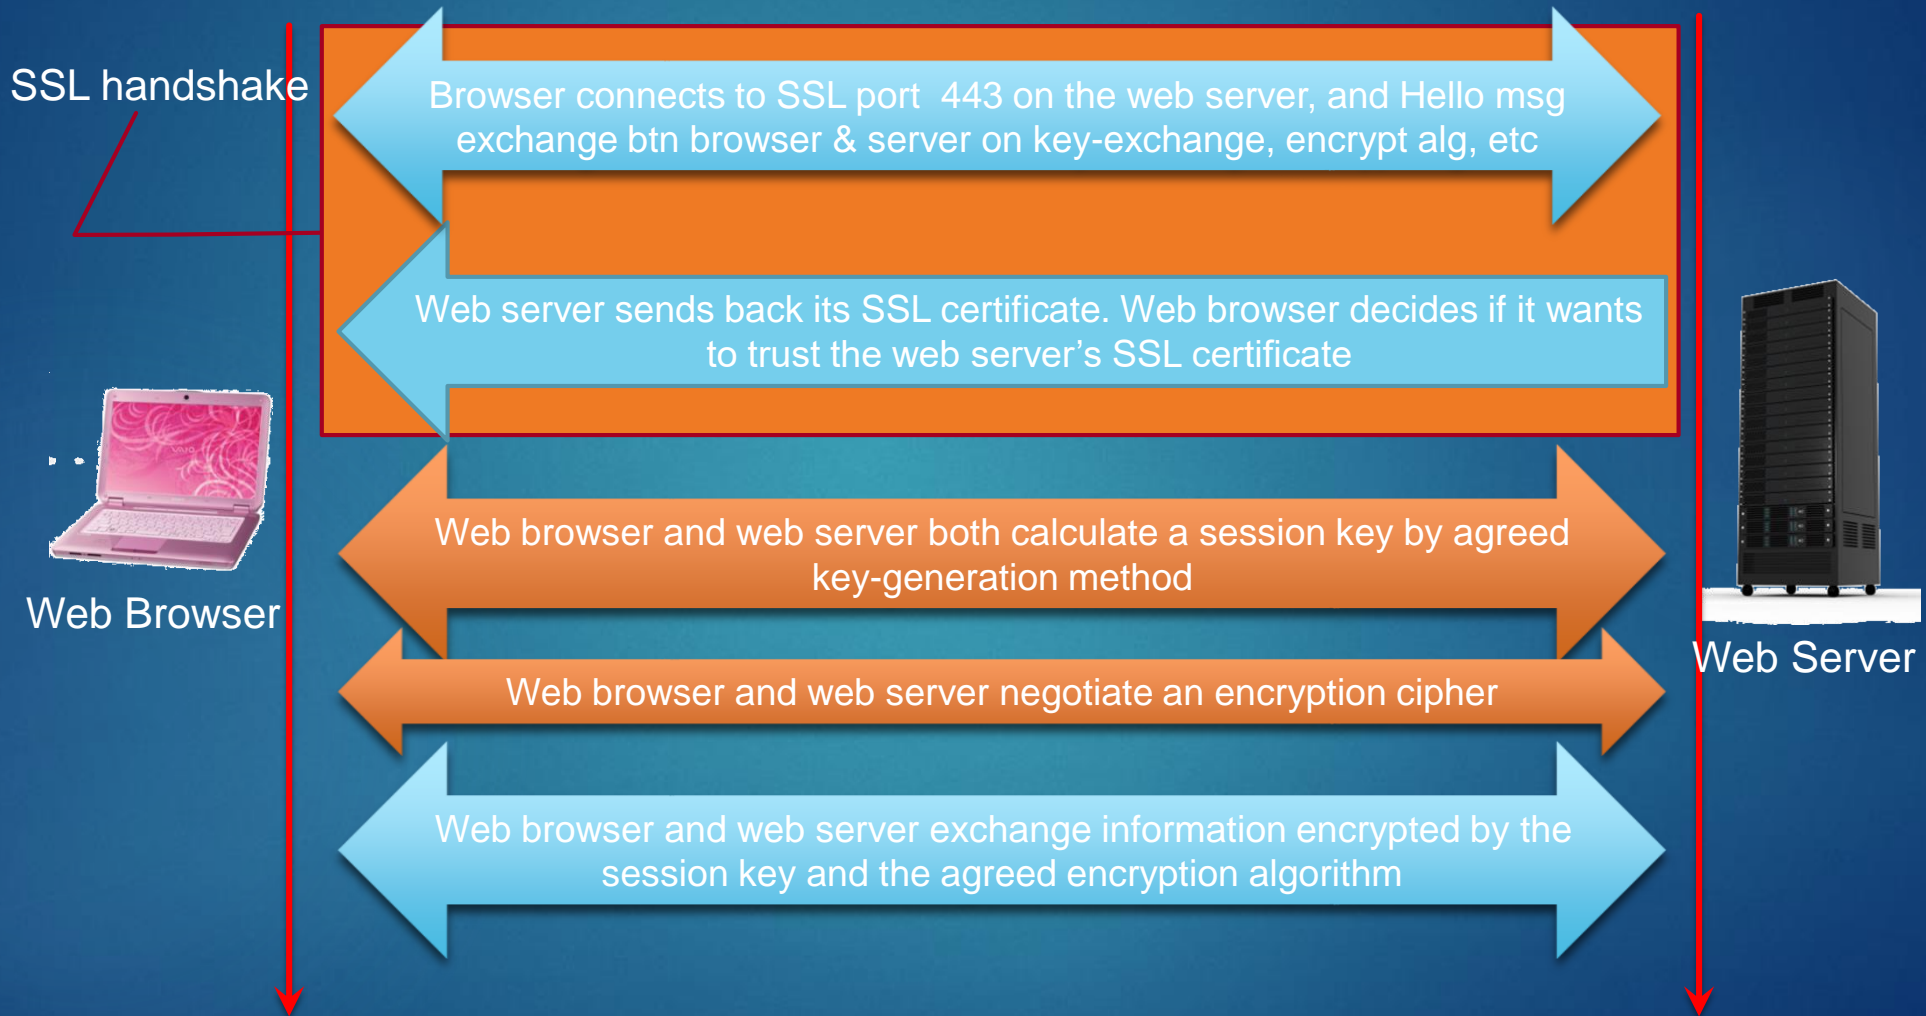 SSL handshake
Browser connects to SSL port  443 on the web server, and Hello msg
exchange btn browser & server on key-exchange, encrypt alg, etc
Web server sends back its SSL certificate. Web browser decides if it wants
to trust the web server’s SSL certificate
VAIO
Web browser and web server both calculate a session key by agreed
key-generation method
Web Browser
Web browser and web server negotiate an encryption cipher
Web Server
Web browser and web server exchange information encrypted by the
session key and the agreed encryption algorithm